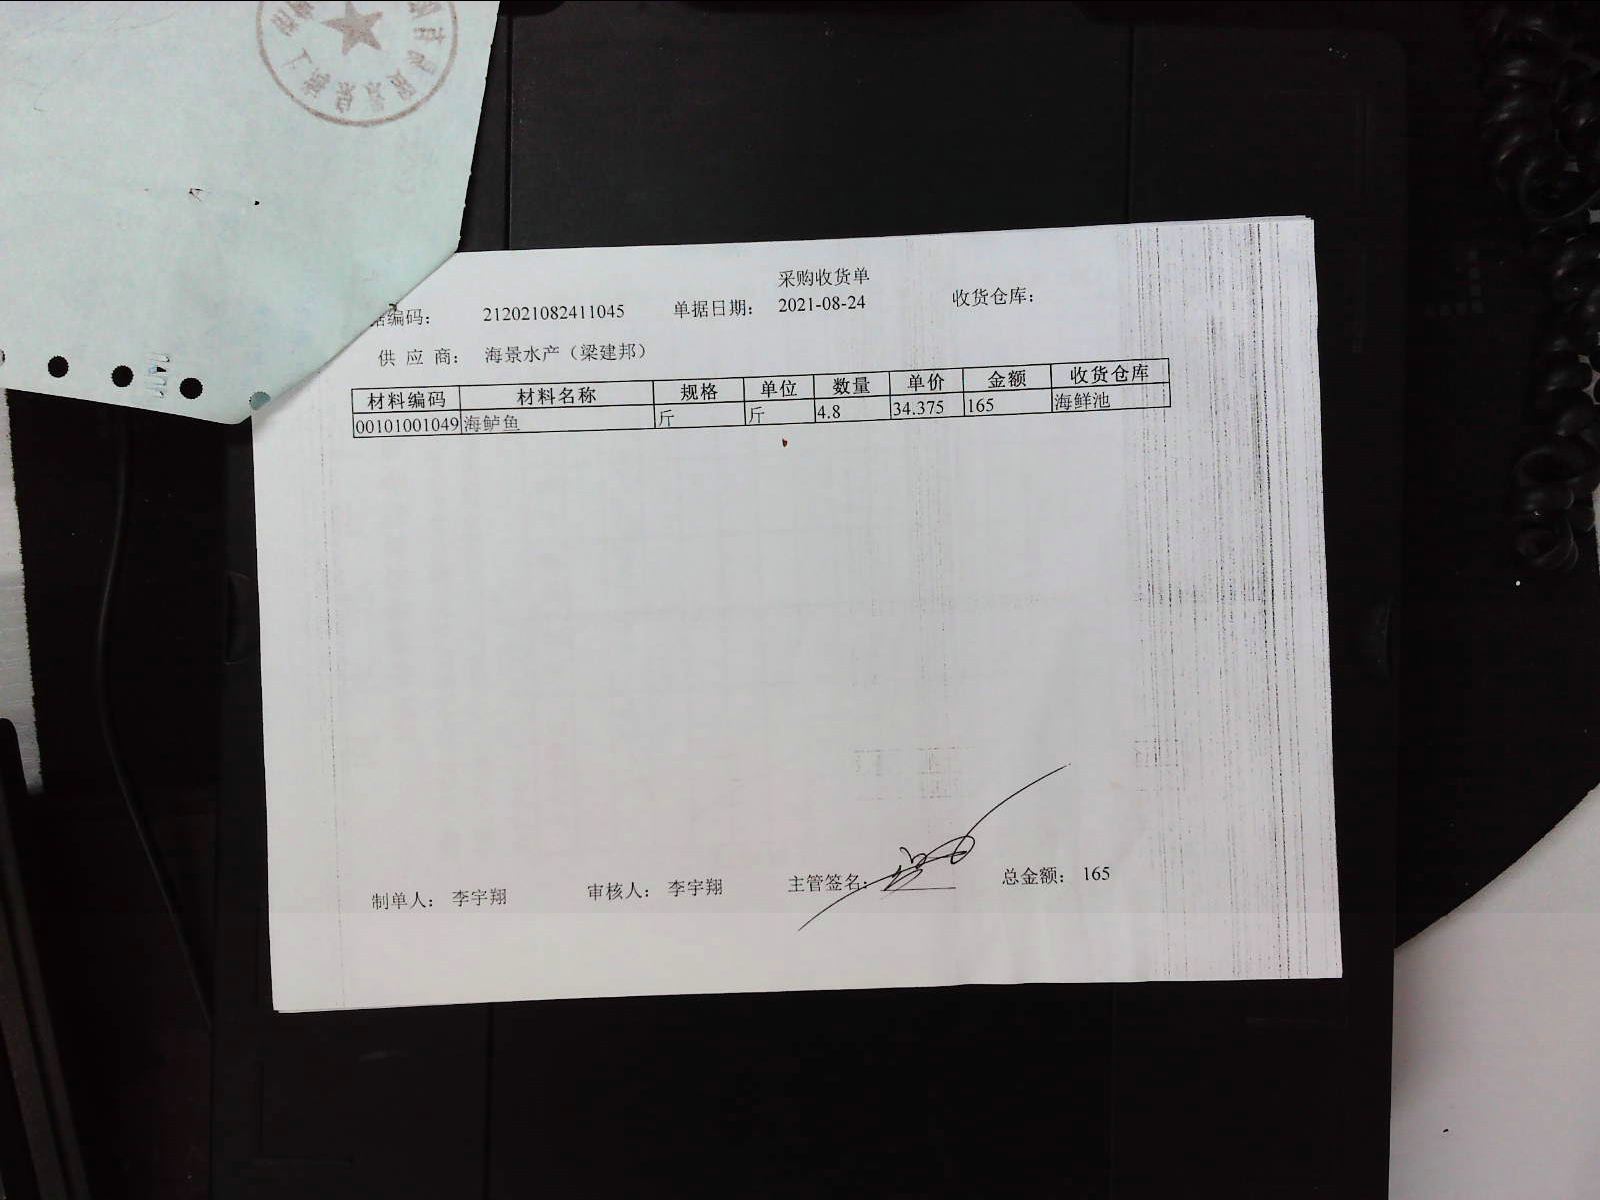 采购收货单
据编码： 212021082411045 单据日期： 2021-08-24 收货仓库：
供 应 商： 海景水产（梁建邦）
材料编码 材料名称 规格 单位 数量 单价 金额 收货仓库
00101001049 海鲈鱼 斤 斤 4.8 34.375 165 海鲜池
制单人： 李宇翔 审核人： 李宇翔 主管签名： 总金额： 165